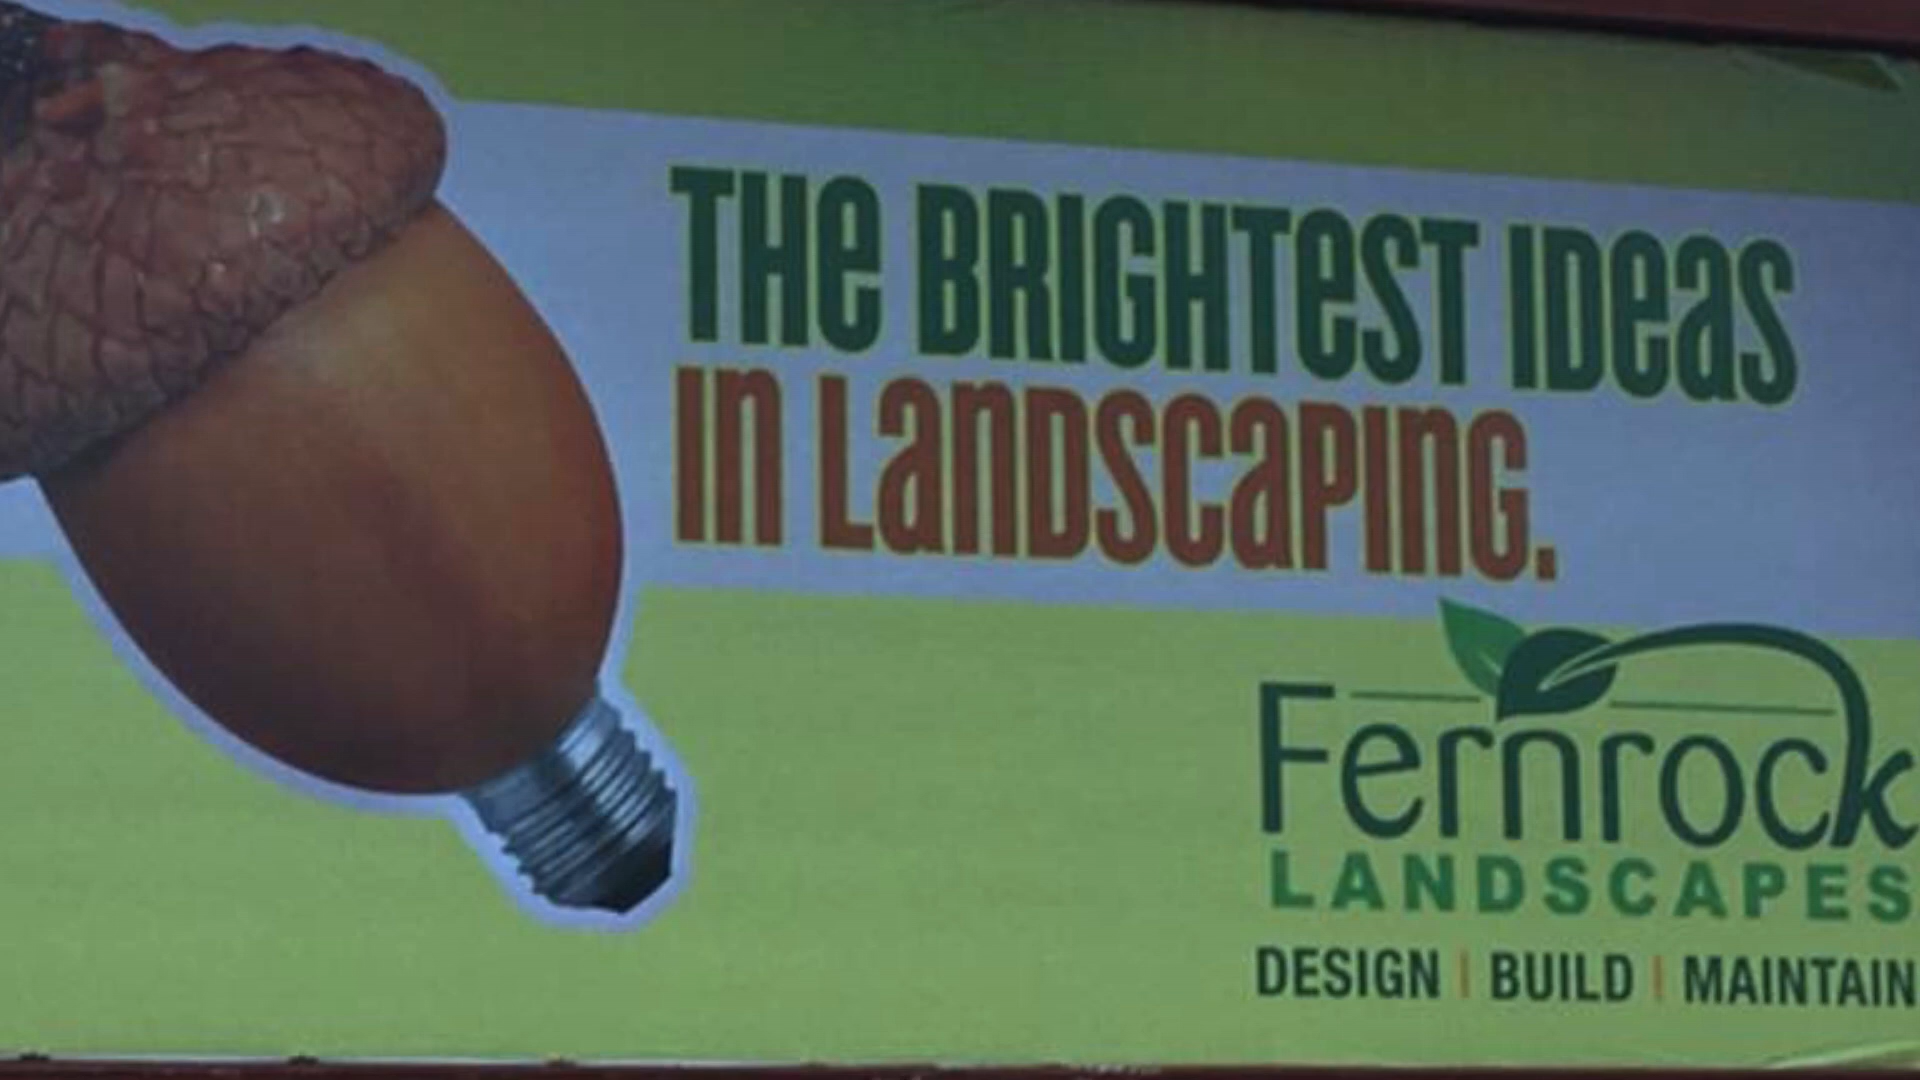 THE BRIGHTEST IDEAS
IN LANDSCAPING.
Fernrock
LANDSCAPES
DESIGN | BUILD | MAINTAIN